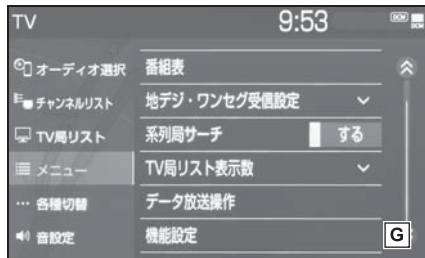 TV
9:53
DCM
DCM
オーディオ選択
チャンネルリスト
TV局リスト
メニュー
各種切替
音設定
番組表
地デジ・ワンセグ受信設定
系列局サーチ
する
TV局リスト表示数
データ放送操作
機能設定
G